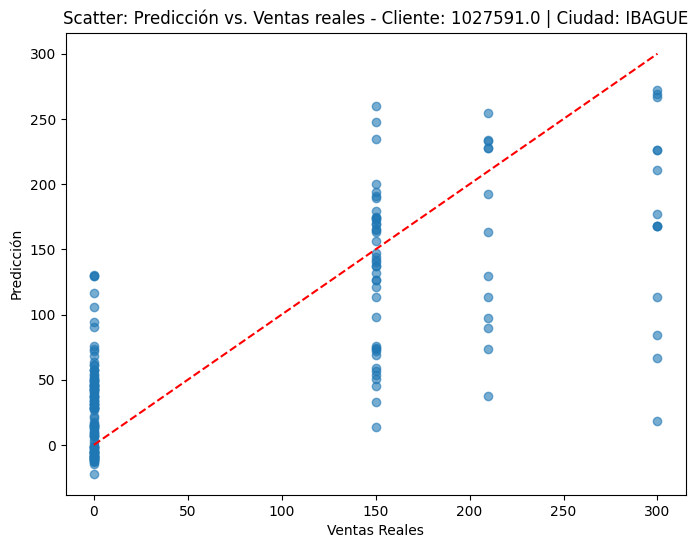 Scatter: Predicción vs. Ventas reales - Cliente: 1027591.0 | Ciudad: IBAGUE
300
250
200
150
100
50
0
Predicción
0 50 100 150 200 250 300
Ventas Reales